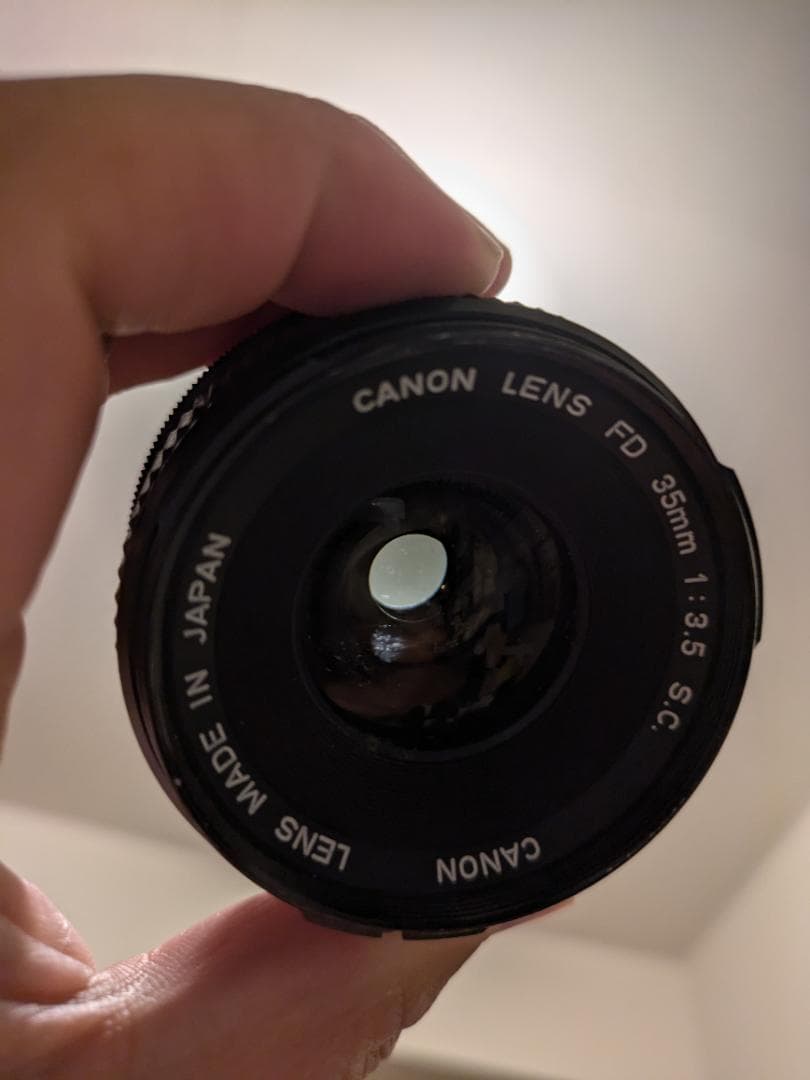 CANON LENS FD 35mm 1:3.5 S.C.
CANON LENS MADE IN JAPAN